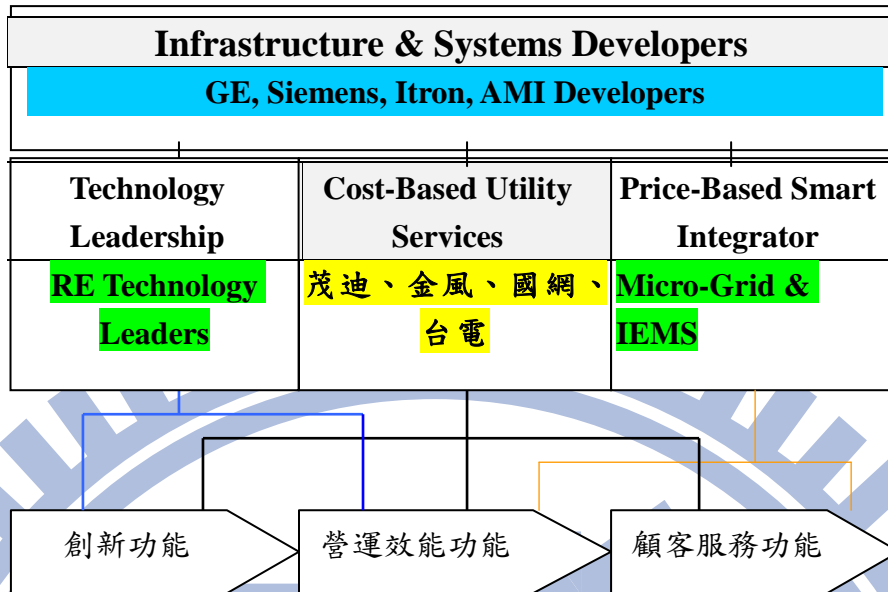 Infrastructure & Systems Developers
GE, Siemens, Itron, AMI Developers
Technology
Leadership
RE Technology
Leaders
Cost-Based Utility
Services
茂迪、金風、國網、
台電
Price-Based Smart
Integrator
Micro-Grid &
IEMS
創新功能
營運效能功能
顧客服務功能